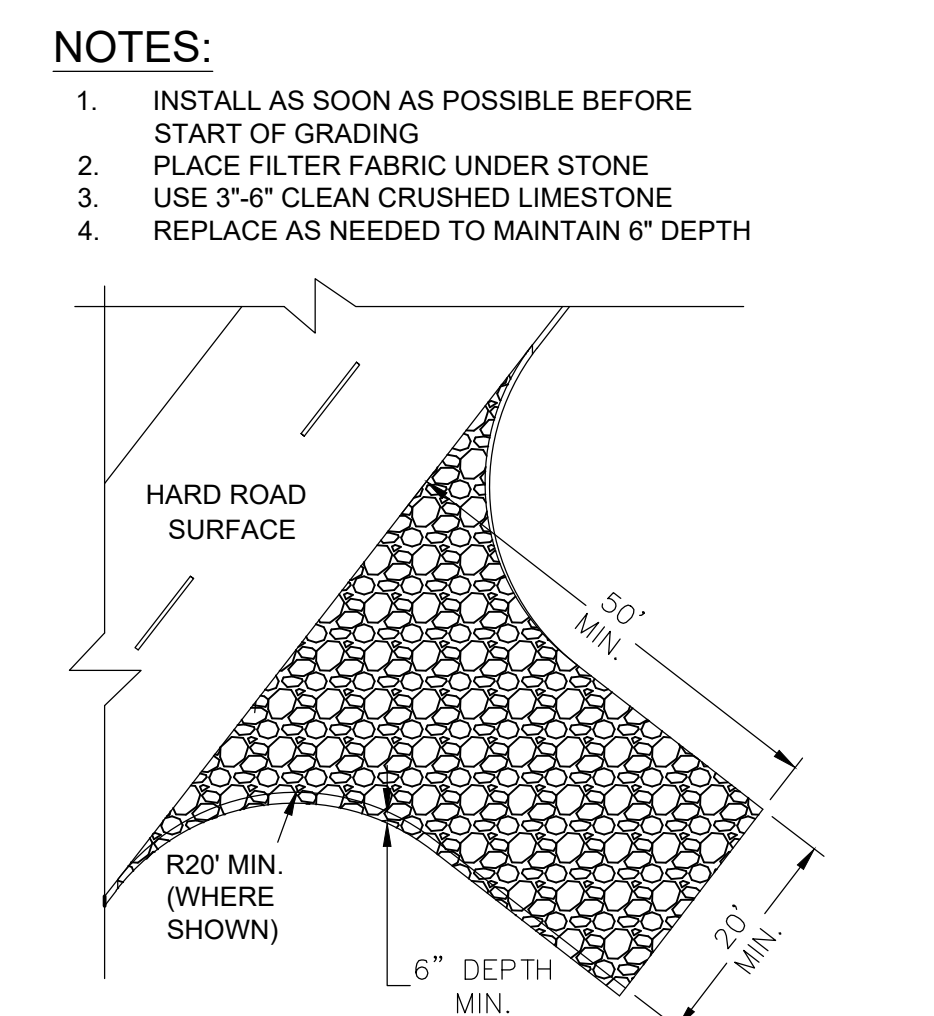 NOTES:
1. INSTALL AS SOON AS POSSIBLE BEFORE
START OF GRADING
2. PLACE FILTER FABRIC UNDER STONE
3. USE 3"-6" CLEAN CRUSHED LIMESTONE
4. REPLACE AS NEEDED TO MAINTAIN 6" DEPTH
HARD ROAD
SURFACE
50'
MIN.
R20' MIN.
(WHERE
SHOWN)
20'
MIN.
6" DEPTH
MIN.